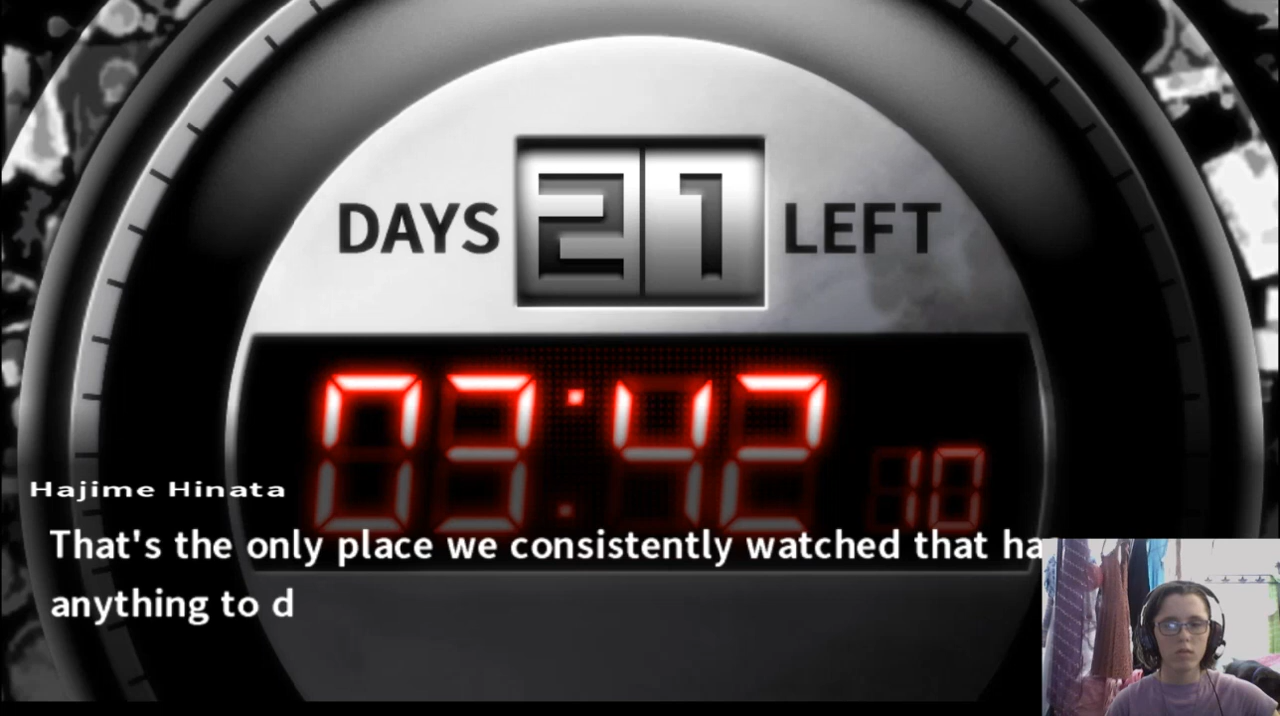 DAYS 21 LEFT
03:42 10
Hajime Hinata
That's the only place we consistently watched that ha
anything to d